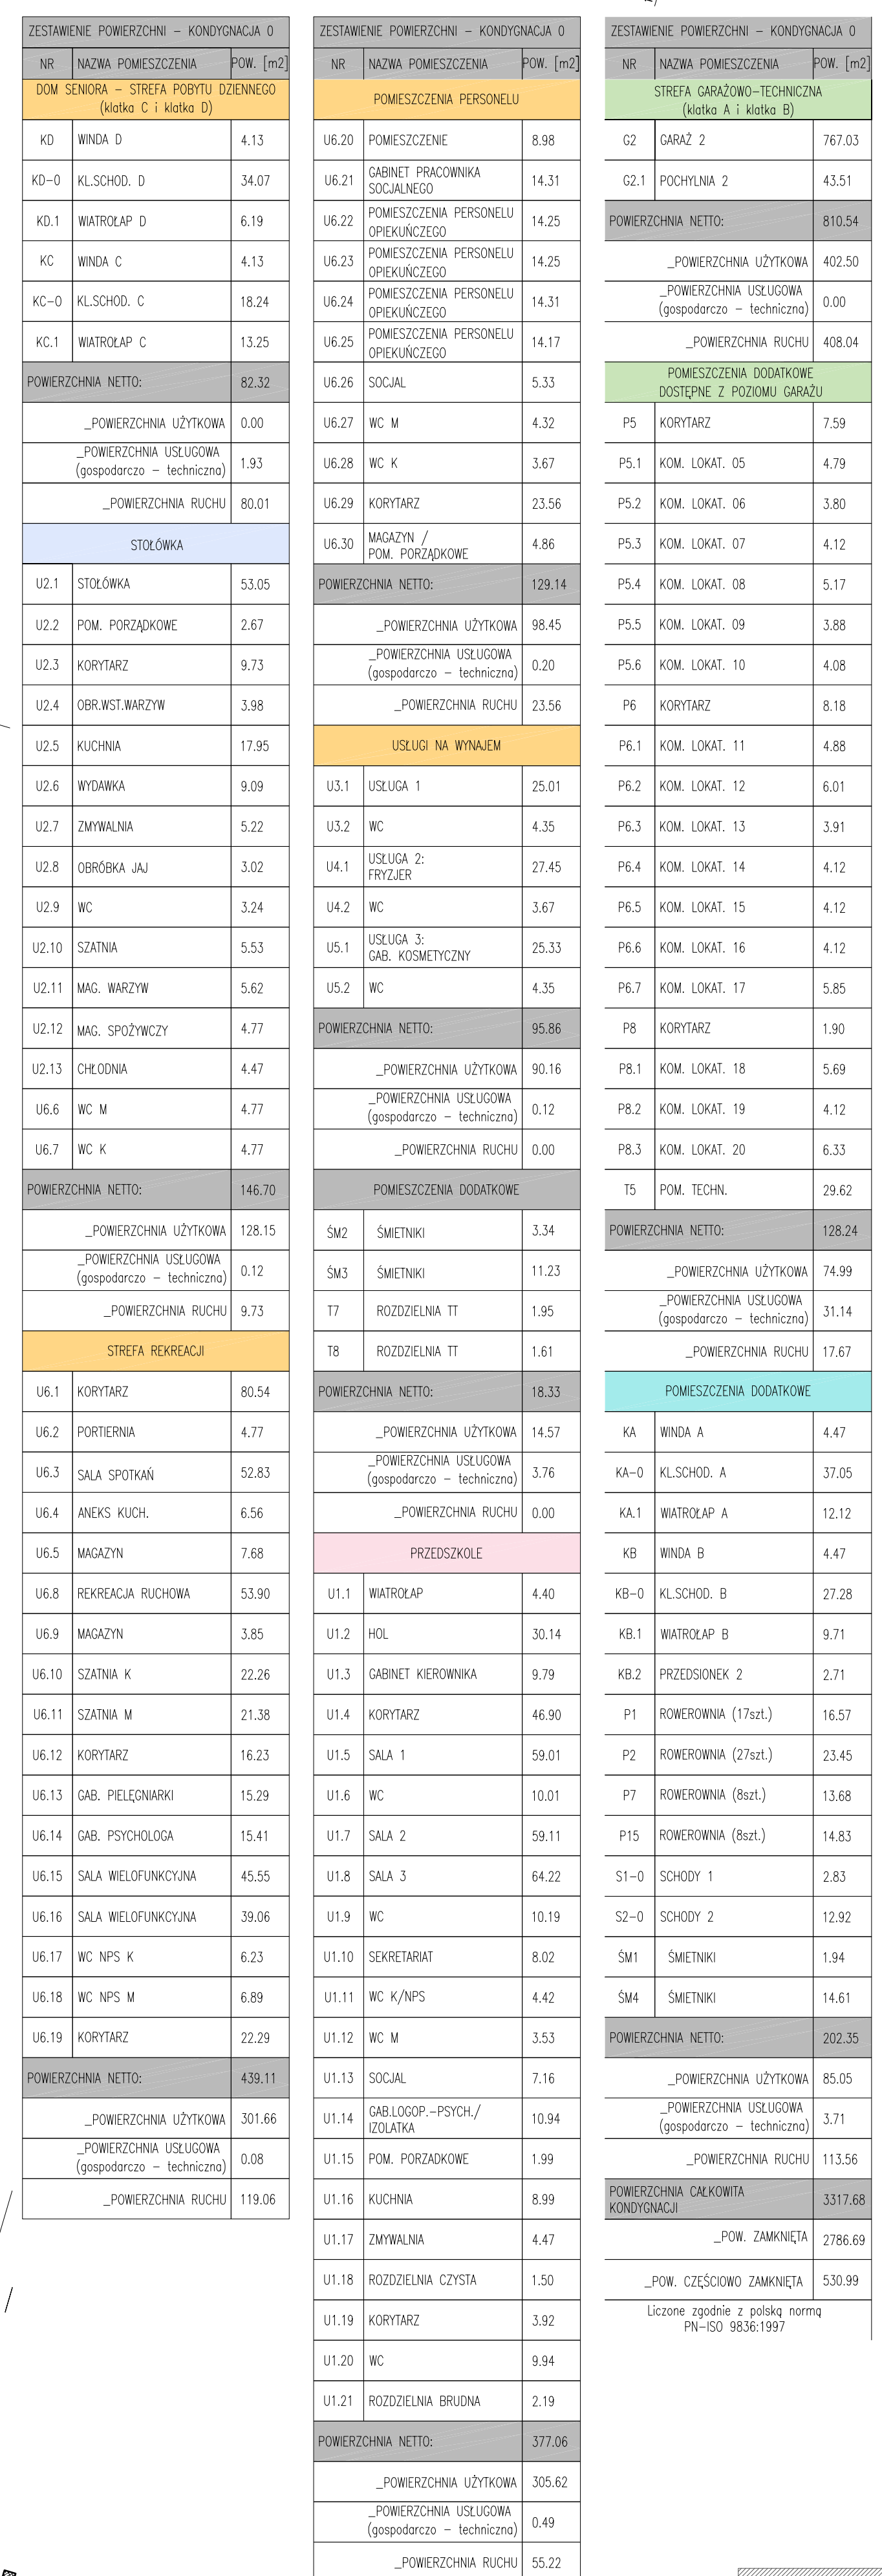 ZESTAWIENIE POWIERZCHNI – KONDYGNACJA 0
NR NAZWA POMIESZCZENIA POW. [m2]
DOM SENIORA – STREFA POBYTU DZIENNEGO
(klatka C i klatka D)
KD WINDA D 4.13
KD-0 KL.SCHOD. D 34.07
KD.1 WIATROŁAP D 6.19
KC WINDA C 4.13
KC-0 KL.SCHOD. C 18.24
KC.1 WIATROŁAP C 13.25
POWIERZCHNIA NETTO: 82.32
_POWIERZCHNIA UŻYTKOWA 0.00
_POWIERZCHNIA USŁUGOWA
(gospodarczo – techniczna) 1.93
_POWIERZCHNIA RUCHU 80.01
STOŁÓWKA
U2.1 STOŁÓWKA 53.05
U2.2 POM. PORZĄDKOWE 2.67
U2.3 KORYTARZ 9.73
U2.4 OBR.WST.WARZYW 3.98
U2.5 KUCHNIA 17.95
U2.6 WYDAWKA 9.09
U2.7 ZMYWALNIA 5.22
U2.8 OBRÓBKA JAJ 3.02
U2.9 WC 3.24
U2.10 SZATNIA 5.53
U2.11 MAG. WARZYW 5.62
U2.12 MAG. SPOŻYWCZY 4.77
U2.13 CHŁODNIA 4.47
U6.6 WC M 4.77
U6.7 WC K 4.77
POWIERZCHNIA NETTO: 146.70
_POWIERZCHNIA UŻYTKOWA 128.15
_POWIERZCHNIA USŁUGOWA
(gospodarczo – techniczna) 0.12
_POWIERZCHNIA RUCHU 9.73
STREFA REKREACJI
U6.1 KORYTARZ 80.54
U6.2 PORTIERNIA 4.77
U6.3 SALA SPOTKAŃ 52.83
U6.4 ANEKS KUCH. 6.56
U6.5 MAGAZYN 7.68
U6.8 REKREACJA RUCHOWA 53.90
U6.9 MAGAZYN 3.85
U6.10 SZATNIA K 22.26
U6.11 SZATNIA M 21.38
U6.12 KORYTARZ 16.23
U6.13 GAB. PIELĘGNIARKI 15.29
U6.14 GAB. PSYCHOLOGA 15.41
U6.15 SALA WIELOFUNKCYJNA 45.55
U6.16 SALA WIELOFUNKCYJNA 39.06
U6.17 WC NPS K 6.23
U6.18 WC NPS M 6.89
U6.19 KORYTARZ 22.29
POWIERZCHNIA NETTO: 439.11
_POWIERZCHNIA UŻYTKOWA 301.66
_POWIERZCHNIA USŁUGOWA
(gospodarczo – techniczna) 0.08
_POWIERZCHNIA RUCHU 119.06
ZESTAWIENIE POWIERZCHNI – KONDYGNACJA 0
NR NAZWA POMIESZCZENIA POW. [m2]
POMIESZCZENIA PERSONELU
U6.20 POMIESZCZENIE 8.98
U6.21 GABINET PRACOWNIKA
SOCJALNEGO 14.31
U6.22 POMIESZCZENIA PERSONELU
OPIEKUŃCZEGO 14.25
U6.23 POMIESZCZENIA PERSONELU
OPIEKUŃCZEGO 14.25
U6.24 POMIESZCZENIA PERSONELU
OPIEKUŃCZEGO 14.31
U6.25 POMIESZCZENIA PERSONELU
OPIEKUŃCZEGO 14.17
U6.26 SOCJAL 5.33
U6.27 WC M 4.32
U6.28 WC K 3.67
U6.29 KORYTARZ 23.56
U6.30 MAGAZYN /
POM. PORZĄDKOWE 4.86
POWIERZCHNIA NETTO: 129.14
_POWIERZCHNIA UŻYTKOWA 98.45
_POWIERZCHNIA USŁUGOWA
(gospodarczo – techniczna) 0.20
_POWIERZCHNIA RUCHU 23.56
USŁUGI NA WYNAJEM
U3.1 USŁUGA 1 25.01
U3.2 WC 4.35
U4.1 USŁUGA 2:
FRYZJER 27.45
U4.2 WC 3.67
U5.1 USŁUGA 3:
GAB. KOSMETYCZNY 25.33
U5.2 WC 4.35
POWIERZCHNIA NETTO: 95.86
_POWIERZCHNIA UŻYTKOWA 90.16
_POWIERZCHNIA USŁUGOWA
(gospodarczo – techniczna) 0.12
_POWIERZCHNIA RUCHU 0.00
POMIESZCZENIA DODATKOWE
ŚM2 ŚMIETNIKI 3.34
ŚM3 ŚMIETNIKI 11.23
T7 ROZDZIELNIA TT 1.95
T8 ROZDZIELNIA TT 1.61
POWIERZCHNIA NETTO: 18.33
_POWIERZCHNIA UŻYTKOWA 14.57
_POWIERZCHNIA USŁUGOWA
(gospodarczo – techniczna) 3.76
_POWIERZCHNIA RUCHU 0.00
PRZEDSZKOLE
U1.1 WIATROŁAP 4.40
U1.2 HOL 30.14
U1.3 GABINET KIEROWNIKA 9.79
U1.4 KORYTARZ 46.90
U1.5 SALA 1 59.01
U1.6 WC 10.01
U1.7 SALA 2 59.11
U1.8 SALA 3 64.22
U1.9 WC 10.19
U1.10 SEKRETARIAT 8.02
U1.11 WC K/NPS 4.42
U1.12 WC M 3.53
U1.13 SOCJAL 7.16
U1.14 GAB.LOGOP.–PSYCH./
IZOLATKA 10.94
U1.15 POM. PORZADKOWE 1.99
U1.16 KUCHNIA 8.99
U1.17 ZMYWALNIA 4.47
U1.18 ROZDZIELNIA CZYSTA 1.50
U1.19 KORYTARZ 3.92
U1.20 WC 9.94
U1.21 ROZDZIELNIA BRUDNA 2.19
POWIERZCHNIA NETTO: 377.06
_POWIERZCHNIA UŻYTKOWA 305.62
_POWIERZCHNIA USŁUGOWA
(gospodarczo – techniczna) 0.49
_POWIERZCHNIA RUCHU 55.22
ZESTAWIENIE POWIERZCHNI – KONDYGNACJA 0
NR NAZWA POMIESZCZENIA POW. [m2]
STREFA GARAŻOWO-TECHNICZNA
(klatka A i klatka B)
G2 GARAŻ 2 767.03
G2.1 POCHYLNIA 2 43.51
POWIERZCHNIA NETTO: 810.54
_POWIERZCHNIA UŻYTKOWA 402.50
_POWIERZCHNIA USŁUGOWA
(gospodarczo – techniczna) 0.00
_POWIERZCHNIA RUCHU 408.04
POMIESZCZENIA DODATKOWE
DOSTĘPNE Z POZIOMU GARAŻU
P5 KORYTARZ 7.59
P5.1 KOM. LOKAT. 05 4.79
P5.2 KOM. LOKAT. 06 3.80
P5.3 KOM. LOKAT. 07 4.12
P5.4 KOM. LOKAT. 08 5.17
P5.5 KOM. LOKAT. 09 3.88
P5.6 KOM. LOKAT. 10 4.08
P6 KORYTARZ 8.18
P6.1 KOM. LOKAT. 11 4.88
P6.2 KOM. LOKAT. 12 6.01
P6.3 KOM. LOKAT. 13 3.91
P6.4 KOM. LOKAT. 14 4.12
P6.5 KOM. LOKAT. 15 4.12
P6.6 KOM. LOKAT. 16 4.12
P6.7 KOM. LOKAT. 17 5.85
P8 KORYTARZ 1.90
P8.1 KOM. LOKAT. 18 5.69
P8.2 KOM. LOKAT. 19 4.12
P8.3 KOM. LOKAT. 20 6.33
T5 POM. TECHN. 29.62
POWIERZCHNIA NETTO: 128.24
_POWIERZCHNIA UŻYTKOWA 74.99
_POWIERZCHNIA USŁUGOWA
(gospodarczo – techniczna) 31.14
_POWIERZCHNIA RUCHU 17.67
POMIESZCZENIA DODATKOWE
KA WINDA A 4.47
KA-0 KL.SCHOD. A 37.05
KA.1 WIATROŁAP A 12.12
KB WINDA B 4.47
KB-0 KL.SCHOD. B 27.28
KB.1 WIATROŁAP B 9.71
KB.2 PRZEDSIONEK 2 2.71
P1 ROWEROWNIA (17szt.) 16.57
P2 ROWEROWNIA (27szt.) 23.45
P7 ROWEROWNIA (8szt.) 13.68
P15 ROWEROWNIA (8szt.) 14.83
S1-0 SCHODY 1 2.83
S2-0 SCHODY 2 12.92
ŚM1 ŚMIETNIKI 1.94
ŚM4 ŚMIETNIKI 14.61
POWIERZCHNIA NETTO: 202.35
_POWIERZCHNIA UŻYTKOWA 85.05
_POWIERZCHNIA USŁUGOWA
(gospodarczo – techniczna) 3.71
_POWIERZCHNIA RUCHU 113.56
POWIERZCHNIA CAŁKOWITA
KONDYGNACJI 3317.68
_POW. ZAMKNIĘTA 2786.69
_POW. CZĘŚCIOWO ZAMKNIĘTA 530.99
Liczone zgodnie z polską normą
PN-ISO 9836:1997